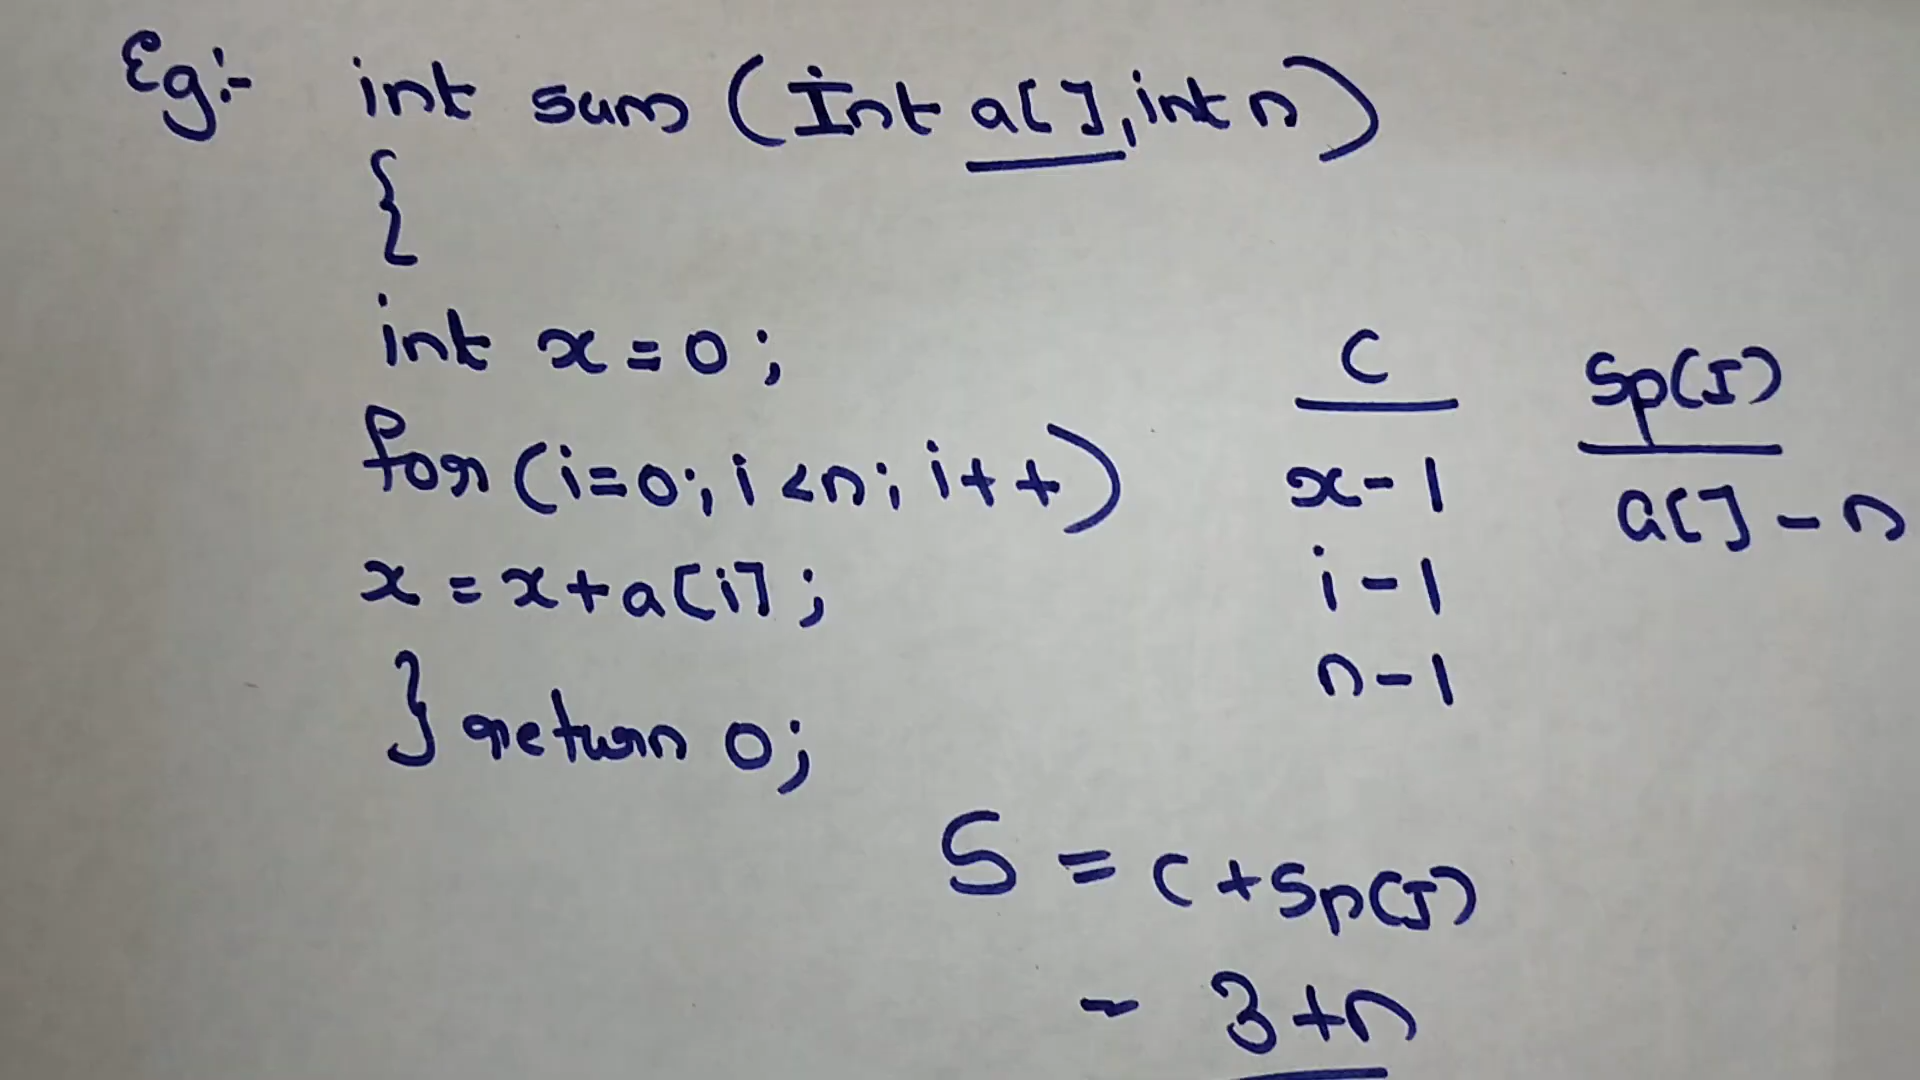 Eg:- int sum (Int a[], int n)
{
int x = 0;
for (i=0; i<n; i++)
x = x+a[i];
} return 0;
C
x-1
i-1
n-1
Sp(I)
a[] - n
S = C + Sp(I)
- 3+n